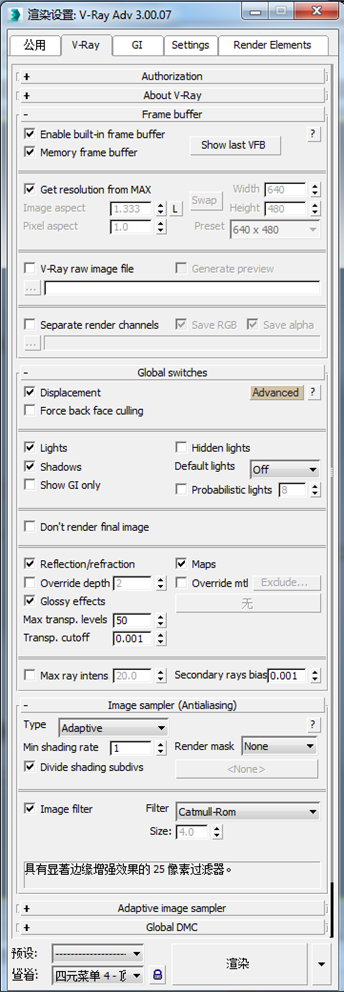 渲染设置: V-Ray Adv 3.00.07
公用 V-Ray GI Settings Render Elements
+ Authorization
+ About V-Ray
- Frame buffer
Enable built-in frame buffer ?
Memory frame buffer Show last VFB
Get resolution from MAX Width 640
Image aspect 1.333 L Swap Height 480
Pixel aspect 1.0 Preset 640 x 480
V-Ray raw image file Generate preview
...
Separate render channels Save RGB Save alpha
...
- Global switches
Displacement Advanced ?
Force back face culling
Lights Hidden lights
Shadows Default lights Off
Show GI only Probabilistic lights 8
Don't render final image
Reflection/refraction Maps
Override depth 2 Override mtl Exclude...
Glossy effects 无
Max transp. levels 50
Transp. cutoff 0.001
Max ray intens 20.0 Secondary rays bias 0.001
- Image sampler (Antialiasing)
Type Adaptive ?
Min shading rate 1 Render mask None
Divide shading subdivs <None>
Image filter Filter Catmull-Rom
Size: 4.0
具有显著边缘增强效果的 25 像素过滤器。
+ Adaptive image sampler
+ Global DMC
预设: -------------------
渲染
查看: 四元菜单 4 -